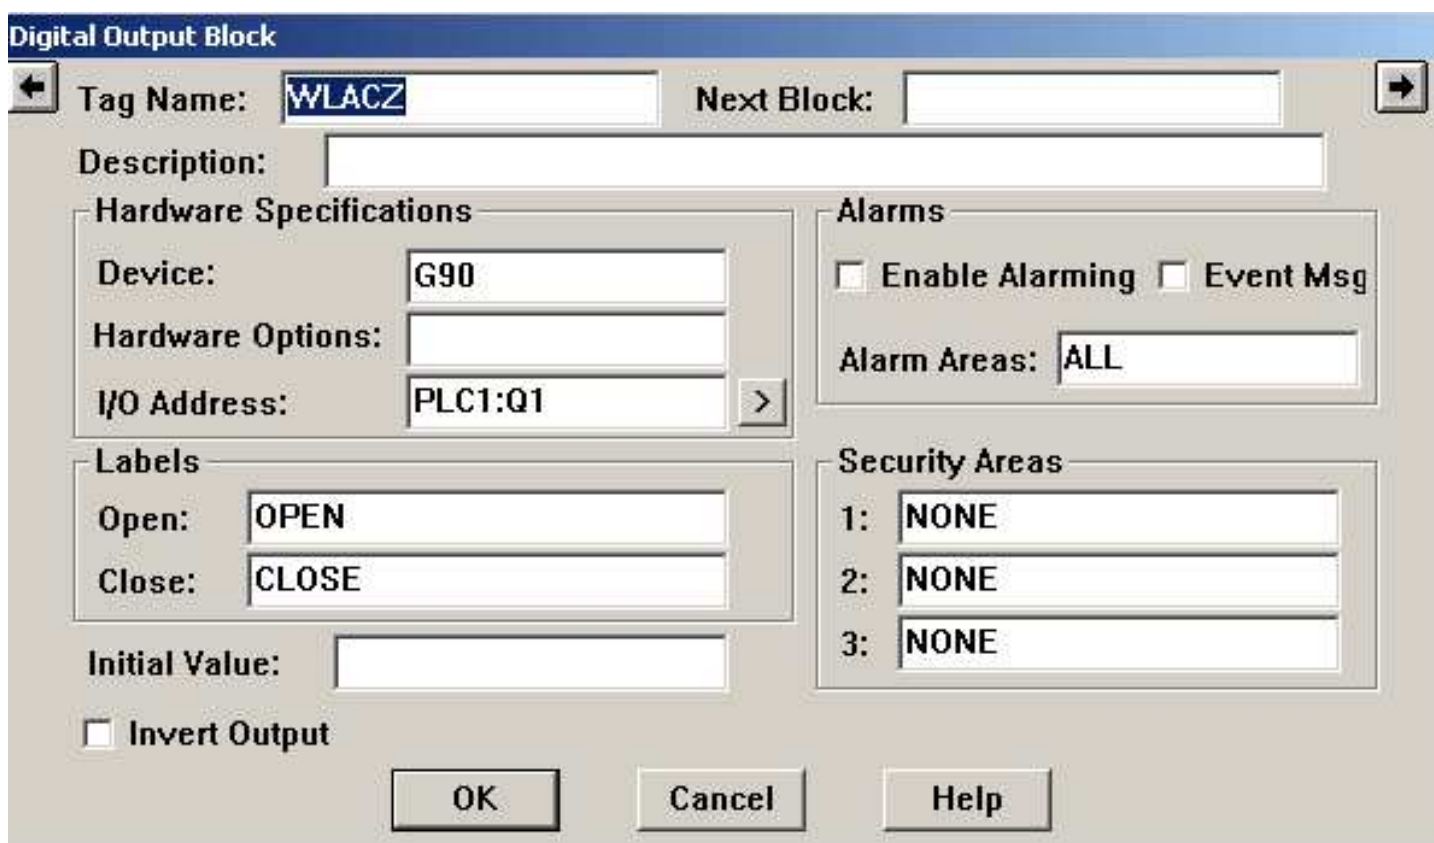 Digital Output Block
Tag Name: WLACZ Next Block:
Description:
Hardware Specifications
Device: G90
Hardware Options:
I/O Address: PLC1:Q1 >
Alarms
Enable Alarming Event Msg
Alarm Areas: ALL
Labels
Open: OPEN
Close: CLOSE
Security Areas
1: NONE
2: NONE
3: NONE
Initial Value:
Invert Output
OK Cancel Help